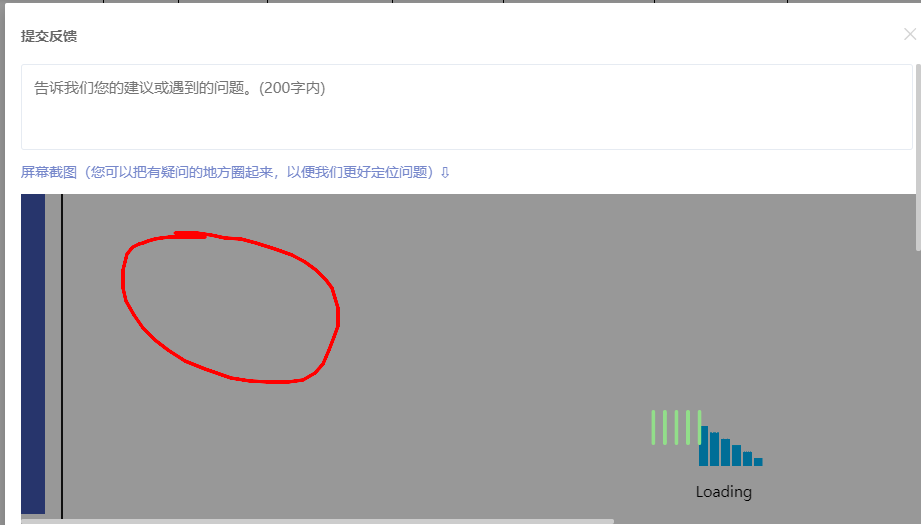 提交反馈
告诉我们您的建议或遇到的问题。(200字内)
屏幕截图（您可以把有疑问的地方圈起来，以便我们更好定位问题）⇩
Loading